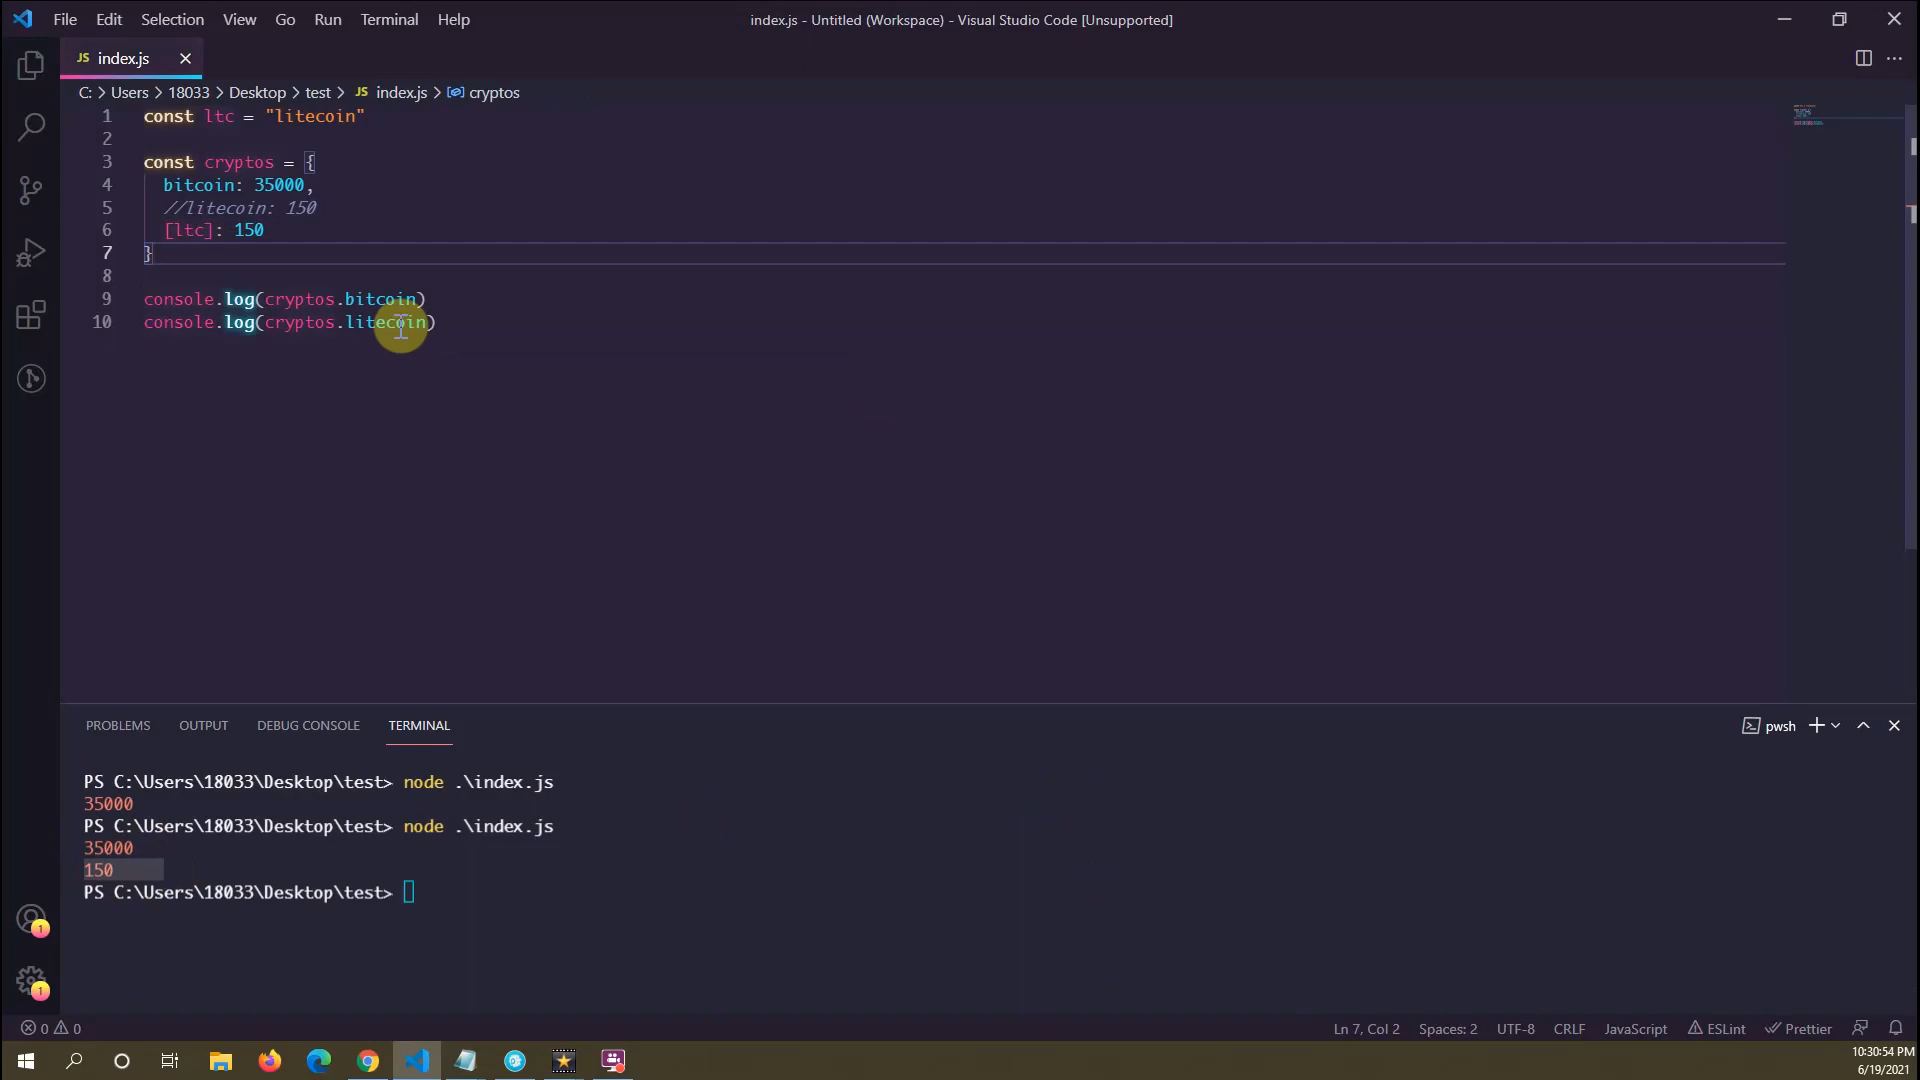 File Edit Selection View Go Run Terminal Help
index.js - Untitled (Workspace) - Visual Studio Code [Unsupported]
JS index.js
C: > Users > 18033 > Desktop > test > JS index.js > cryptos
1 const ltc = "litecoin"
2
3 const cryptos = {
4 bitcoin: 35000,
5 //litecoin: 150
6 [ltc]: 150
7 }
8
9 console.log(cryptos.bitcoin)
10 console.log(cryptos.litecoin)
PROBLEMS OUTPUT DEBUG CONSOLE TERMINAL
pwsh
PS C:\Users\18033\Desktop\test> node .\index.js
35000
PS C:\Users\18033\Desktop\test> node .\index.js
35000
150
PS C:\Users\18033\Desktop\test>
1
1
0 0
Ln 7, Col 2 Spaces: 2 UTF-8 CRLF JavaScript ESLint Prettier
10:30:54 PM
6/19/2021